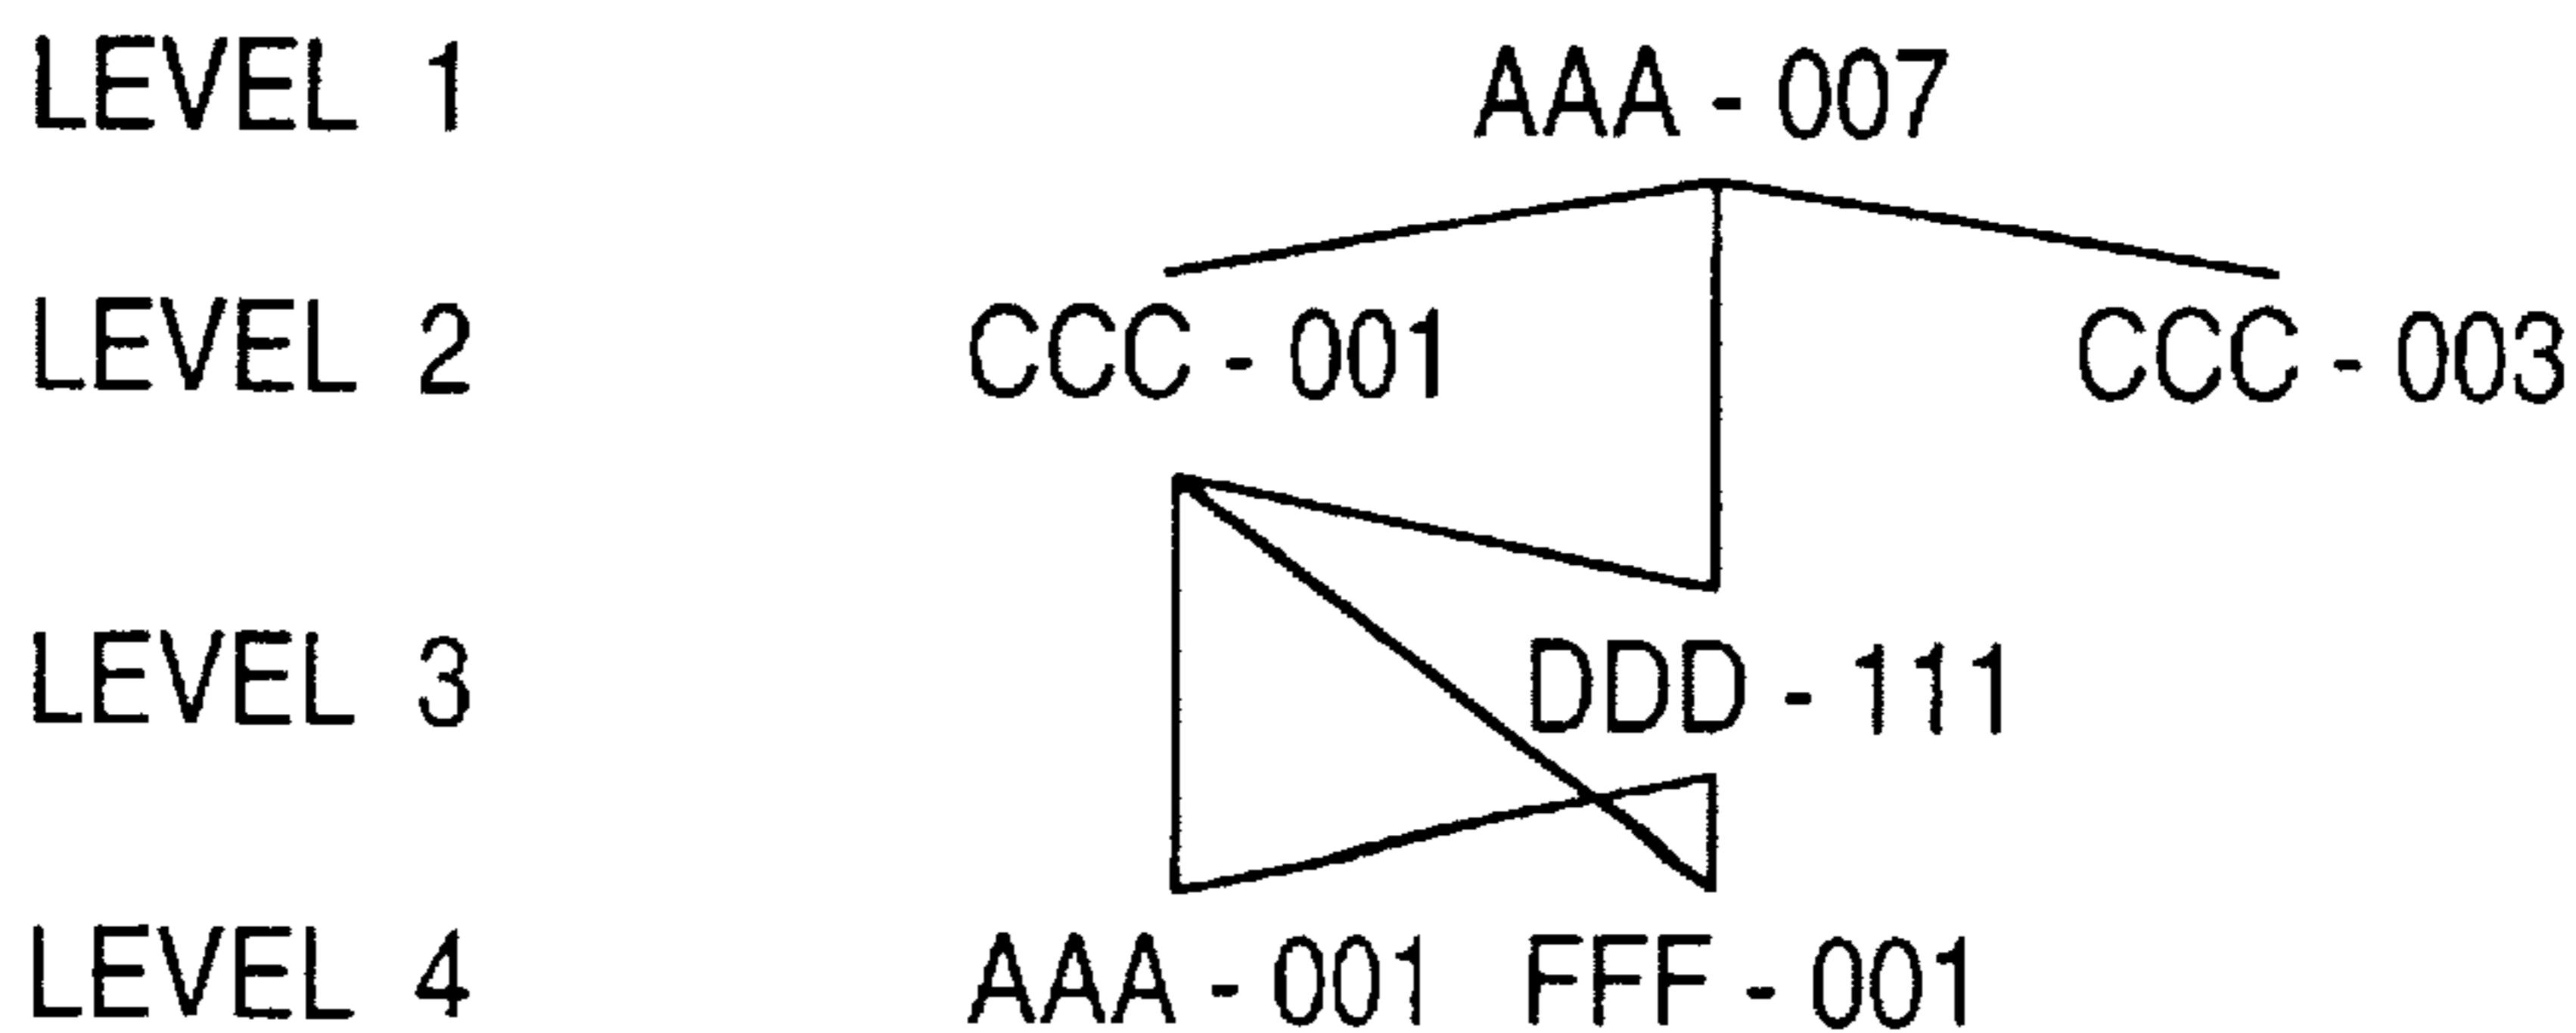 LEVEL 1 AAA - 007
LEVEL 2 CCC - 001 CCC - 003
LEVEL 3 DDD - 111
LEVEL 4 AAA - 001 FFF - 001